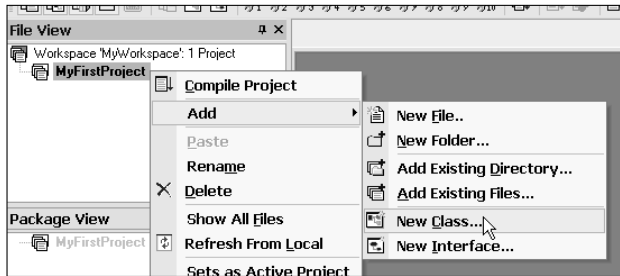 File View
Workspace 'MyWorkspace': 1 Project
MyFirstProject
Compile Project
Add
Paste
Rename
Delete
Show All Files
Refresh From Local
Sets as Active Project
New File..
New Folder...
Add Existing Directory...
Add Existing Files...
New Class...
New Interface...
Package View
MyFirstProject